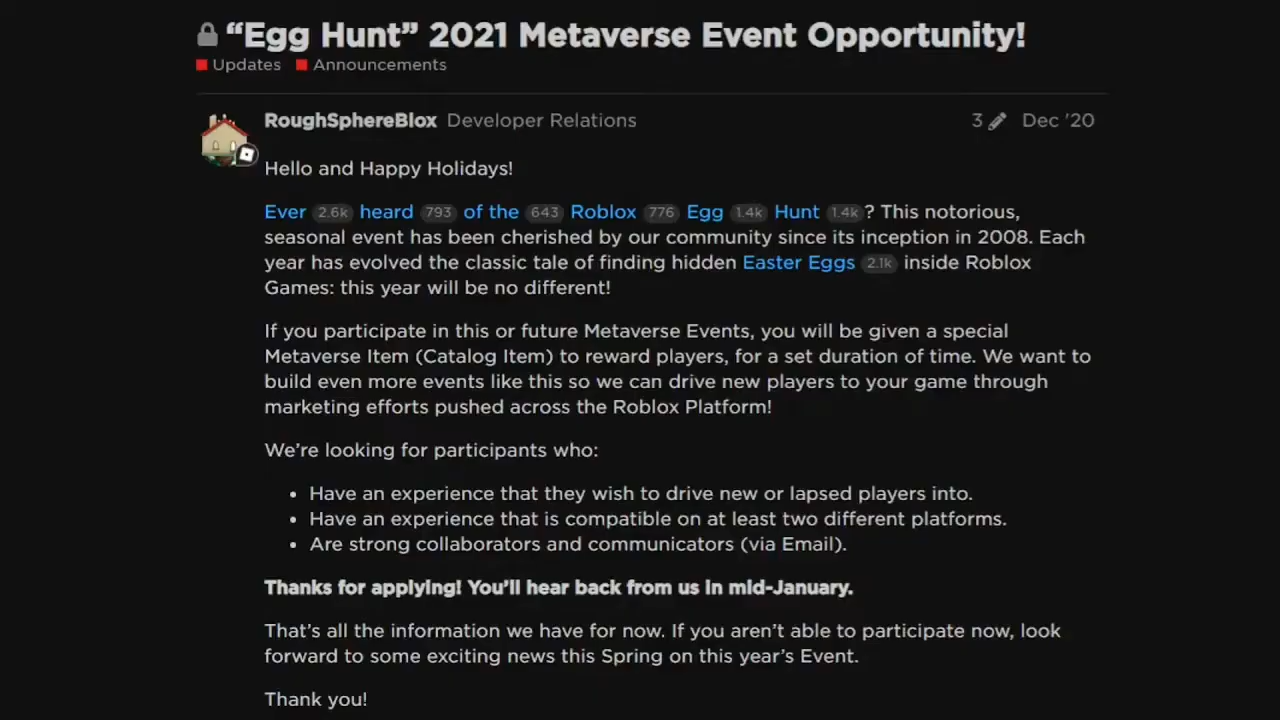 “Egg Hunt” 2021 Metaverse Event Opportunity!
Updates Announcements
RoughSphereBlox Developer Relations 3 Dec '20
Hello and Happy Holidays!
Ever 2.6k heard 793 of the 643 Roblox 776 Egg 1.4k Hunt 1.4k? This notorious,
seasonal event has been cherished by our community since its inception in 2008. Each
year has evolved the classic tale of finding hidden Easter Eggs 2.1k inside Roblox
Games: this year will be no different!
If you participate in this or future Metaverse Events, you will be given a special
Metaverse Item (Catalog Item) to reward players, for a set duration of time. We want to
build even more events like this so we can drive new players to your game through
marketing efforts pushed across the Roblox Platform!
We’re looking for participants who:
• Have an experience that they wish to drive new or lapsed players into.
• Have an experience that is compatible on at least two different platforms.
• Are strong collaborators and communicators (via Email).
Thanks for applying! You’ll hear back from us in mid-January.
That’s all the information we have for now. If you aren’t able to participate now, look
forward to some exciting news this Spring on this year’s Event.
Thank you!